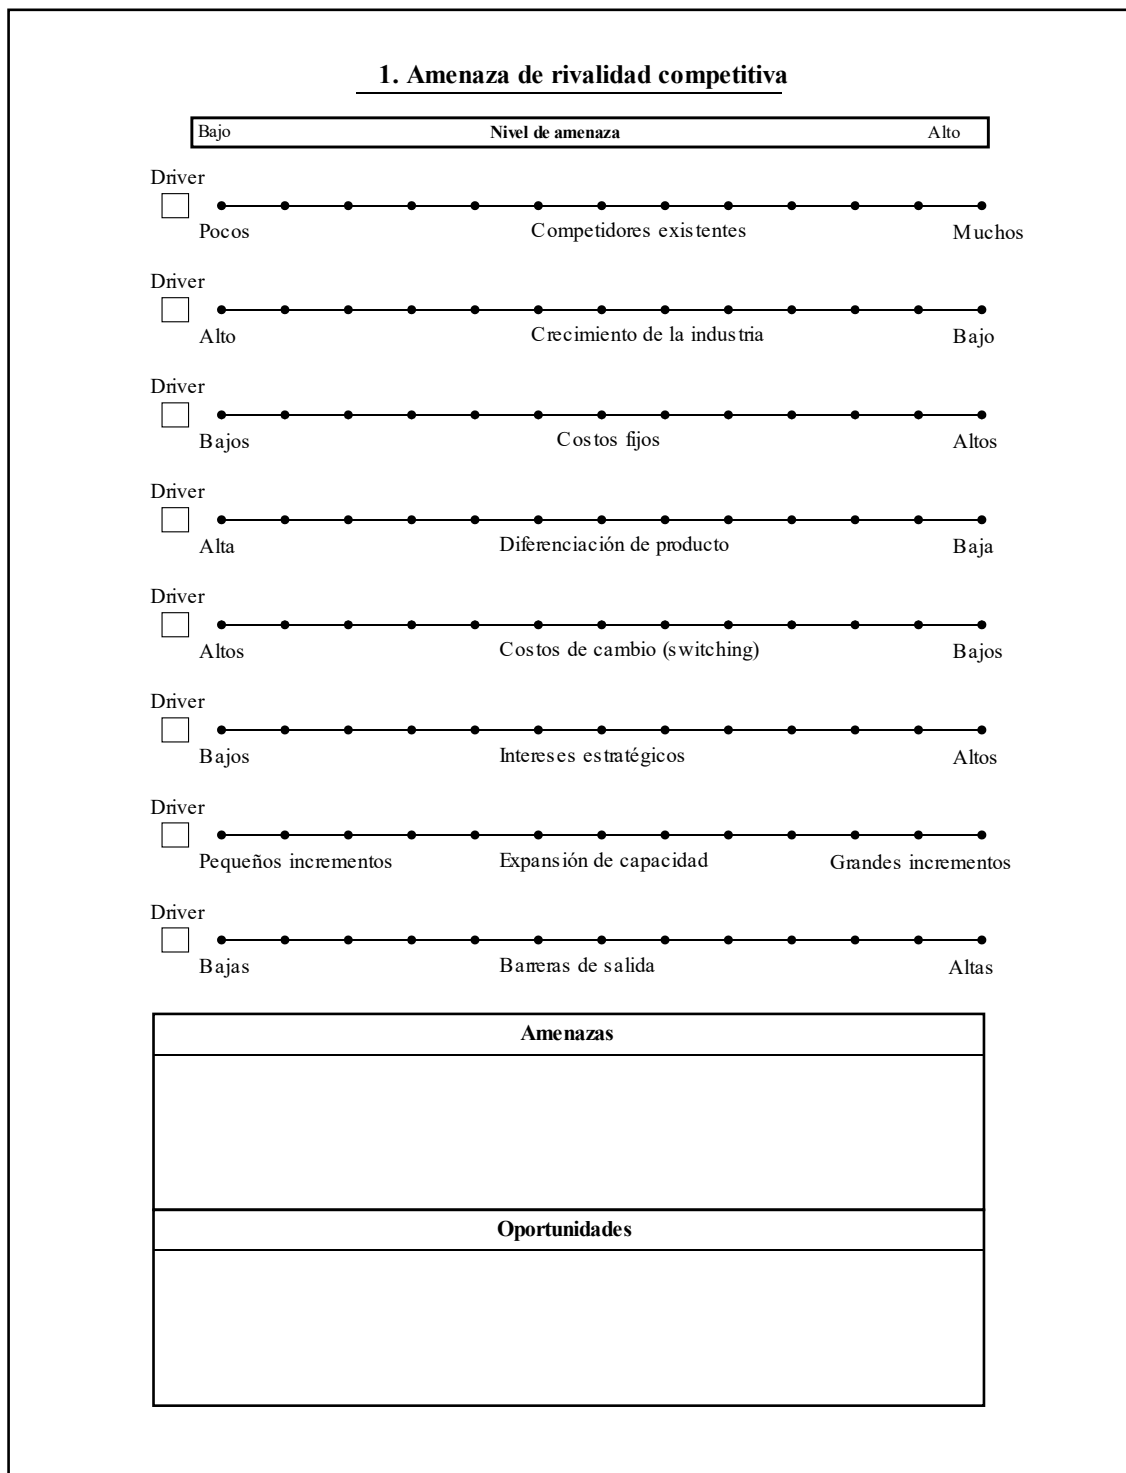 1. Amenaza de rivalidad competitiva
Bajo Nivel de amenaza Alto
Driver
Pocos Competidores existentes Muchos
Driver
Alto Crecimiento de la industria Bajo
Driver
Bajos Costos fijos Altos
Driver
Alta Diferenciación de producto Baja
Driver
Altos Costos de cambio (switching) Bajos
Driver
Bajos Intereses estratégicos Altos
Driver
Pequeños incrementos Expansión de capacidad Grandes incrementos
Driver
Bajas Barreras de salida Altas
Amenazas
Oportunidades